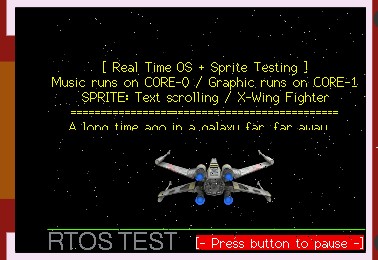 [ Real Time OS + Sprite Testing ]
Music runs on CORE-0 / Graphic runs on CORE-1
SPRITE: Text scrolling / X-Wing Fighter
========================================
A long time ago in a galaxy far, far away
RTOS TEST
[- Press button to pause -]